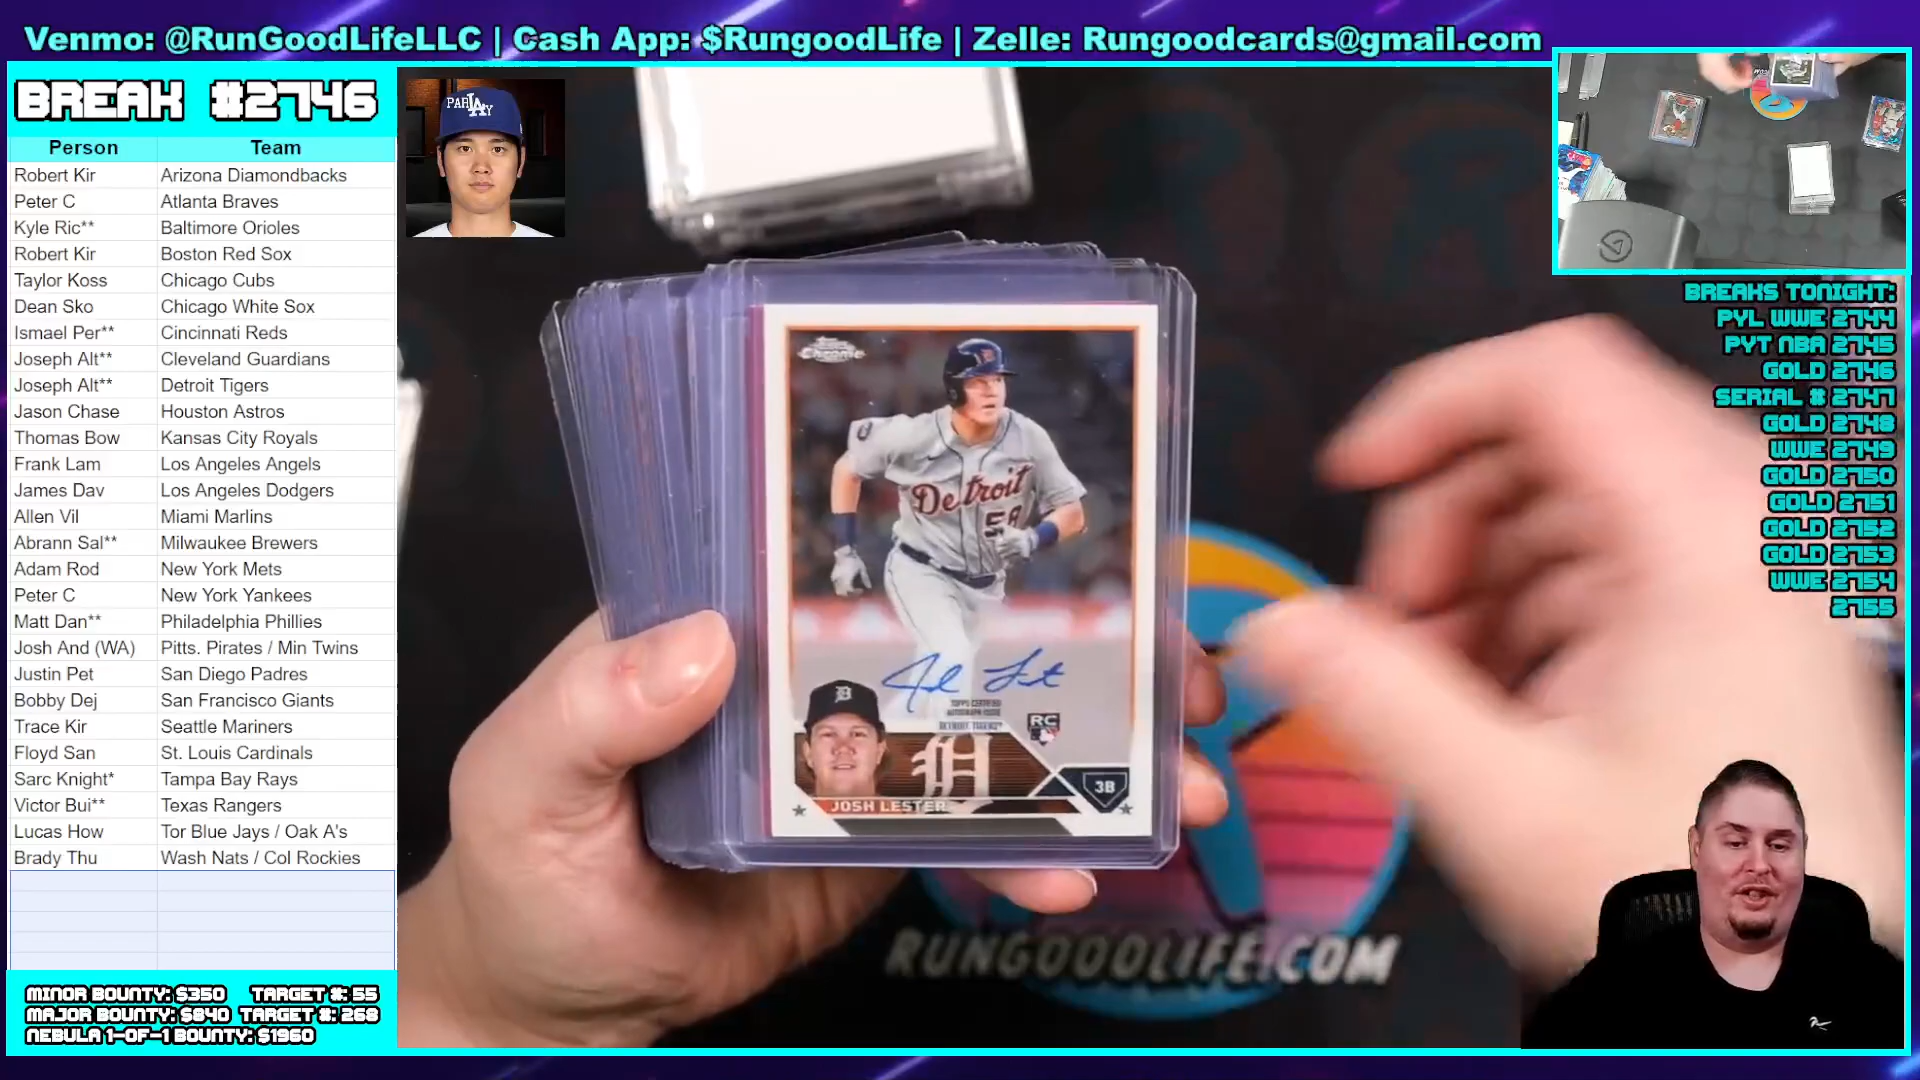 Venmo: @RunGoodLifeLLC | Cash App: $RungoodLife | Zelle: Rungoodcards@gmail.com
BREAK #2746
Person Team
Robert Kir Arizona Diamondbacks
Peter C Atlanta Braves
Kyle Ric** Baltimore Orioles
Robert Kir Boston Red Sox
Taylor Koss Chicago Cubs
Dean Sko Chicago White Sox
Ismael Per** Cincinnati Reds
Joseph Alt** Cleveland Guardians
Joseph Alt** Detroit Tigers
Jason Chase Houston Astros
Thomas Bow Kansas City Royals
Frank Lam Los Angeles Angels
James Dav Los Angeles Dodgers
Allen Vil Miami Marlins
Abrann Sal** Milwaukee Brewers
Adam Rod New York Mets
Peter C New York Yankees
Matt Dan** Philadelphia Phillies
Josh And (WA) Pitts. Pirates / Min Twins
Justin Pet San Diego Padres
Bobby Dej San Francisco Giants
Trace Kir Seattle Mariners
Floyd San St. Louis Cardinals
Sarc Knight* Tampa Bay Rays
Victor Bui** Texas Rangers
Lucas How Tor Blue Jays / Oak A's
Brady Thu Wash Nats / Col Rockies
MINOR BOUNTY: $350 TARGET #: 55
MAJOR BOUNTY: $840 TARGET #: 268
NEBULA 1-OF-1 BOUNTY: $1960
PARLAY
Topps
Chrome
Detroit
58
TOPPS CERTIFIED
AUTOGRAPH ISSUE
DETROIT TIGERS
RC
D
3B
JOSH LESTER
RUNGOODLIFE.COM
BREAKS TONIGHT:
PYL WWE 2744
PYT NBA 2745
GOLD 2746
SERIAL # 2747
GOLD 2748
WWE 2749
GOLD 2750
GOLD 2751
GOLD 2752
GOLD 2753
WWE 2754
2755